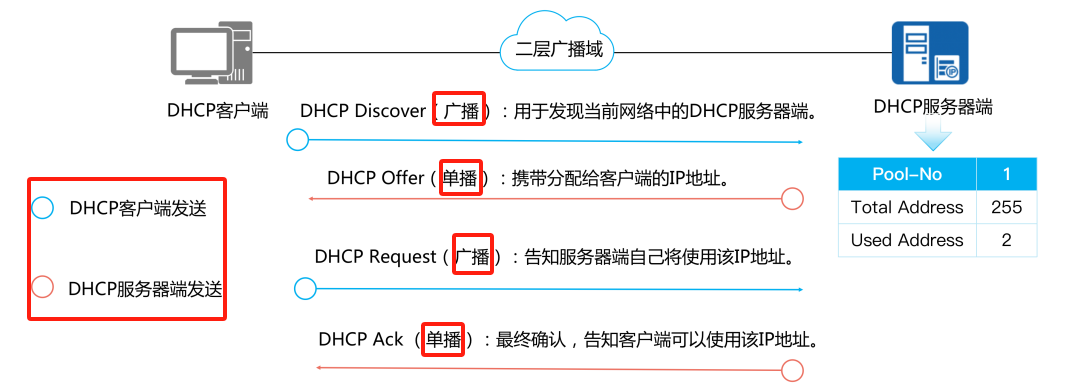 二层广播域
DHCP客户端
DHCP服务器端
DHCP Discover（广播）：用于发现当前网络中的DHCP服务器端。
DHCP Offer（单播）：携带分配给客户端的IP地址。
Pool-No 1
Total Address 255
Used Address 2
DHCP客户端发送
DHCP Request（广播）：告知服务器端自己将使用该IP地址。
DHCP服务器端发送
DHCP Ack（单播）：最终确认，告知客户端可以使用该IP地址。